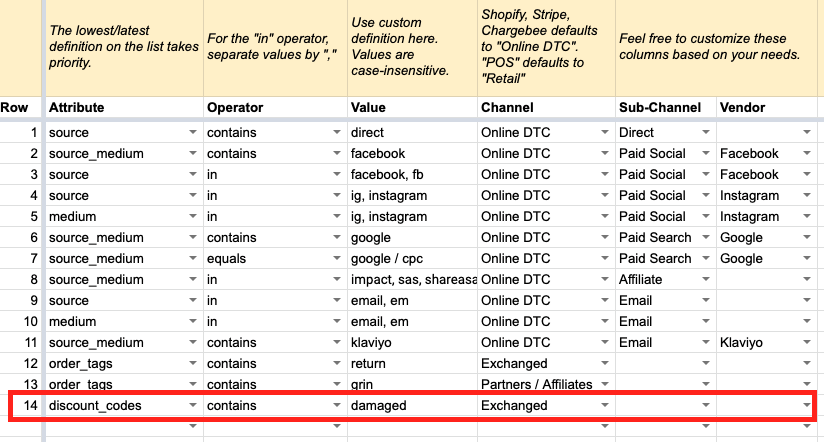 The lowest/latest definition on the list takes priority.
For the "in" operator, separate values by ","
Use custom definition here. Values are case-insensitive.
Shopify, Stripe, Chargebee defaults to "Online DTC". "POS" defaults to "Retail"
Feel free to customize these columns based on your needs.
Row Attribute Operator Value Channel Sub-Channel Vendor
1 source contains direct Online DTC Direct
2 source_medium contains facebook Online DTC Paid Social Facebook
3 source in facebook, fb Online DTC Paid Social Facebook
4 source in ig, instagram Online DTC Paid Social Instagram
5 medium in ig, instagram Online DTC Paid Social Instagram
6 source_medium contains google Online DTC Paid Search Google
7 source_medium equals google / cpc Online DTC Paid Search Google
8 source_medium in impact, sas, shareasa Online DTC Affiliate
9 source in email, em Online DTC Email
10 medium in email, em Online DTC Email
11 source_medium contains klaviyo Online DTC Email Klaviyo
12 order_tags contains return Exchanged
13 order_tags contains grin Partners / Affiliates
14 discount_codes contains damaged Exchanged